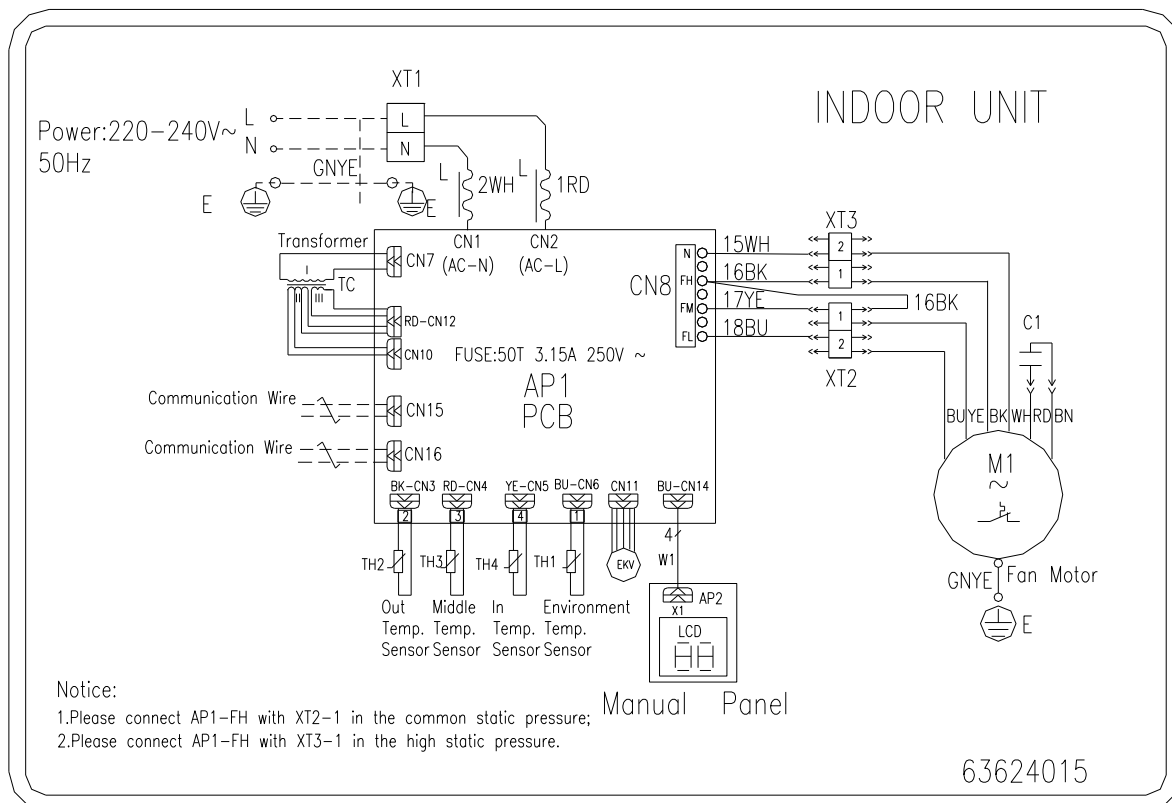 INDOOR UNIT
XT1
Power:220-240V~
50Hz
L
N
L
N
GNYE
E
E
L
2WH
L
1RD
Transformer
I
II
III
TC
CN7
CN1
(AC-N)
CN2
(AC-L)
RD-CN12
CN10
FUSE:50T 3.15A 250V ~
AP1
PCB
CN8
N
FH
FM
FL
15WH
16BK
17YE
18BU
16BK
XT3
2
1
1
2
XT2
C1
BU YE BK WH RD BN
M1
~
GNYE
Fan Motor
E
Communication Wire
CN15
Communication Wire
CN16
BK-CN3
RD-CN4
YE-CN5
BU-CN6
CN11
BU-CN14
2
3
4
1
TH2
TH3
TH4
TH1
EKV
4
W1
Out
Temp.
Sensor
Middle
Temp.
Sensor
In
Temp.
Sensor
Environment
Temp.
Sensor
X1
AP2
LCD
88
Manual Panel
Notice:
1.Please connect AP1-FH with XT2-1 in the common static pressure;
2.Please connect AP1-FH with XT3-1 in the high static pressure.
63624015